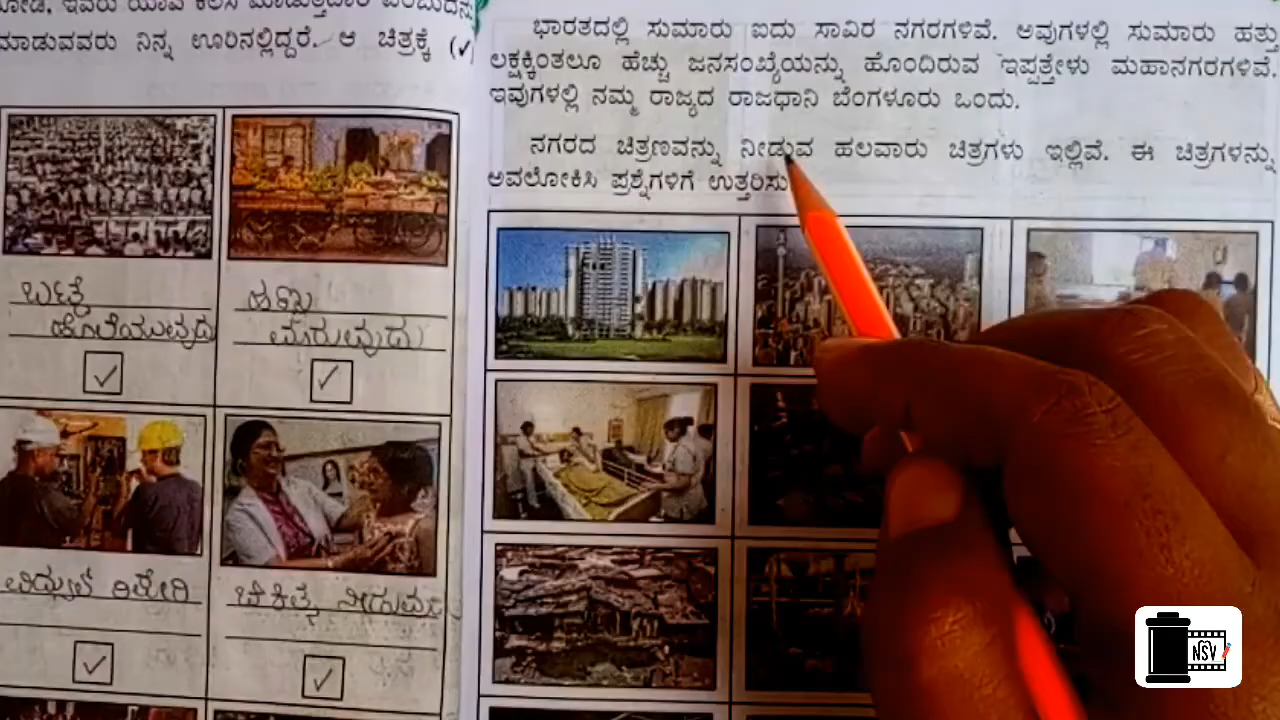 ಮಾಡುವವರು ನಿನ್ನ ಊರಿನಲ್ಲಿದ್ದರೆ. ಆ ಚಿತ್ರಕ್ಕೆ (✓)
ಬಟ್ಟೆ
ಹೊಲೆಯುವುದು
ಹಣ್ಣು
ಮಾರುವುದು
ವಿದ್ಯುತ್ ರಿಪೇರಿ
ಚಿಕಿತ್ಸೆ
ಭಾರತದಲ್ಲಿ ಸುಮಾರು ಐದು ಸಾವಿರ ನಗರಗಳಿವೆ. ಅವುಗಳಲ್ಲಿ ಸುಮಾರು ಹತ್ತು
ಲಕ್ಷಕ್ಕಿಂತಲೂ ಹೆಚ್ಚು ಜನಸಂಖ್ಯೆಯನ್ನು ಹೊಂದಿರುವ ಇಪ್ಪತ್ತೇಳು ಮಹಾನಗರಗಳಿವೆ.
ಇವುಗಳಲ್ಲಿ ನಮ್ಮ ರಾಜ್ಯದ ರಾಜಧಾನಿ ಬೆಂಗಳೂರು ಒಂದು.
ನಗರದ ಚಿತ್ರಣವನ್ನು ನೀಡುವ ಹಲವಾರು ಚಿತ್ರಗಳು ಇಲ್ಲಿವೆ. ಈ ಚಿತ್ರಗಳನ್ನು
ಅವಲೋಕಿಸಿ ಪ್ರಶ್ನೆಗಳಿಗೆ ಉತ್ತರಿಸು
NSV